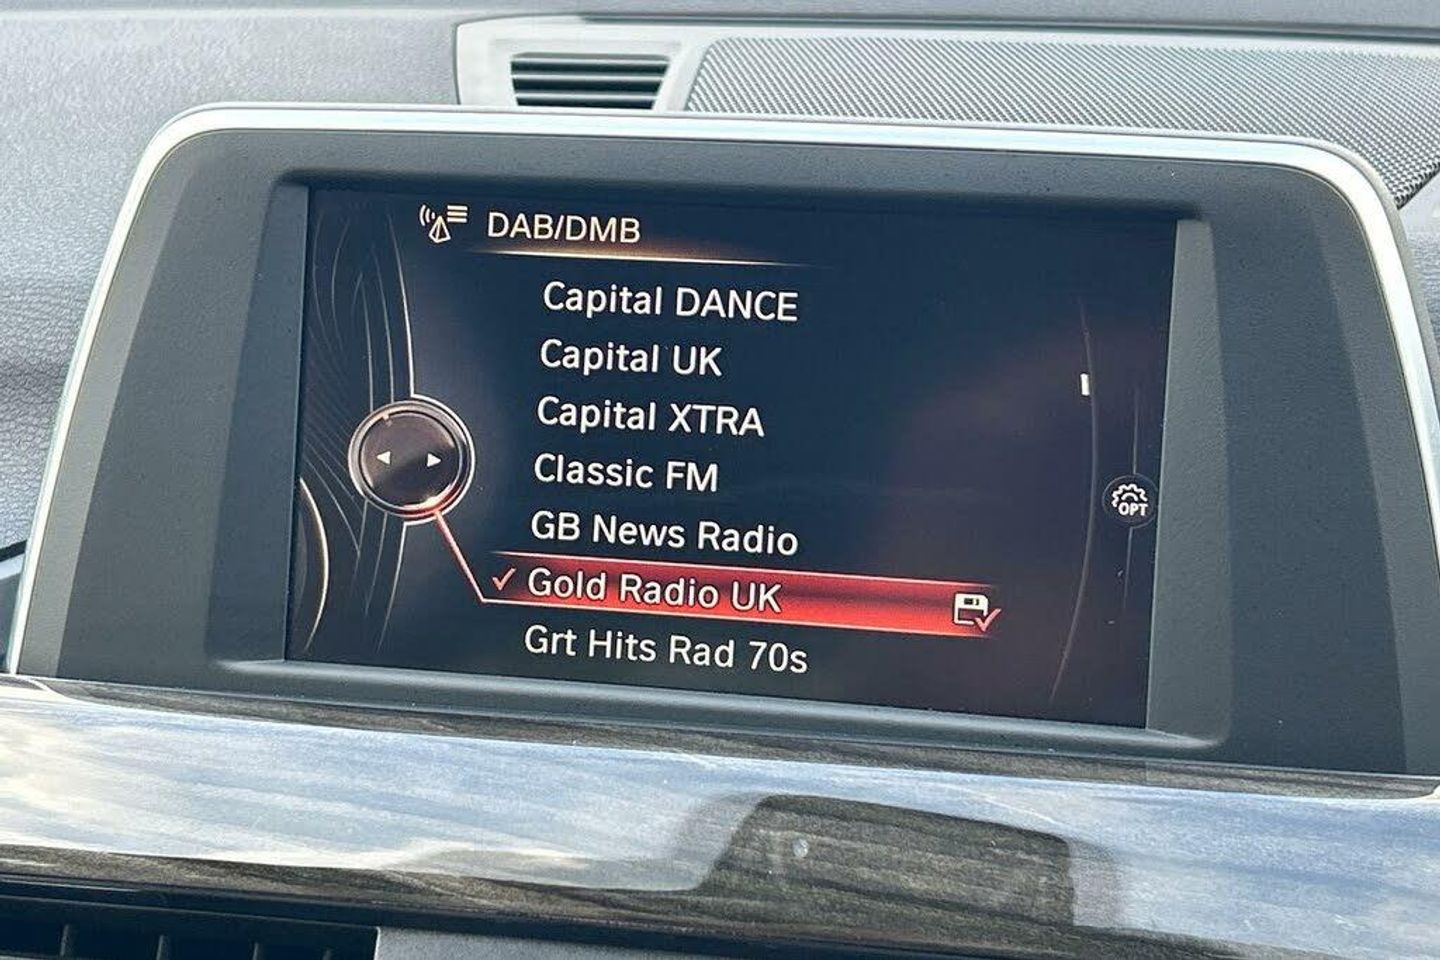 DAB/DMB
Capital DANCE
Capital UK
Capital XTRA
Classic FM
GB News Radio
Gold Radio UK
Grt Hits Rad 70s
OPT